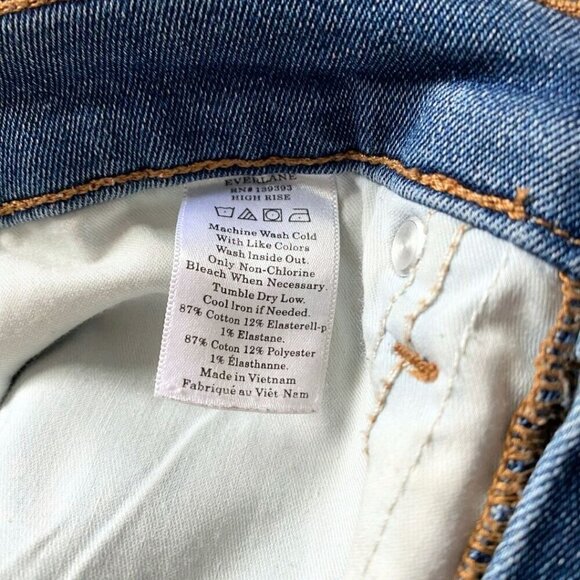 EVERLANE
RN# 139393
HIGH RISE
Machine Wash Cold
With Like Colors
Wash Inside Out.
Only Non-Chlorine
Bleach When Necessary.
Tumble Dry Low.
Cool Iron if Needed.
87% Cotton 12% Elasterell-p
1% Elastane.
87% Coton 12% Polyester
1% Élasthanne.
Made in Vietnam
Fabriqué au Viêt Nam